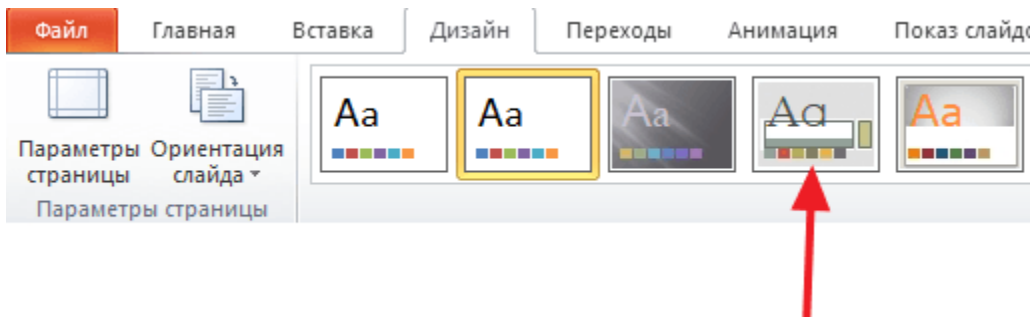 Файл Главная Вставка Дизайн Переходы Анимация Показ слайдо
Aa Aa Aa Aa Aa
Параметры страницы
Ориентация слайда
Параметры страницы